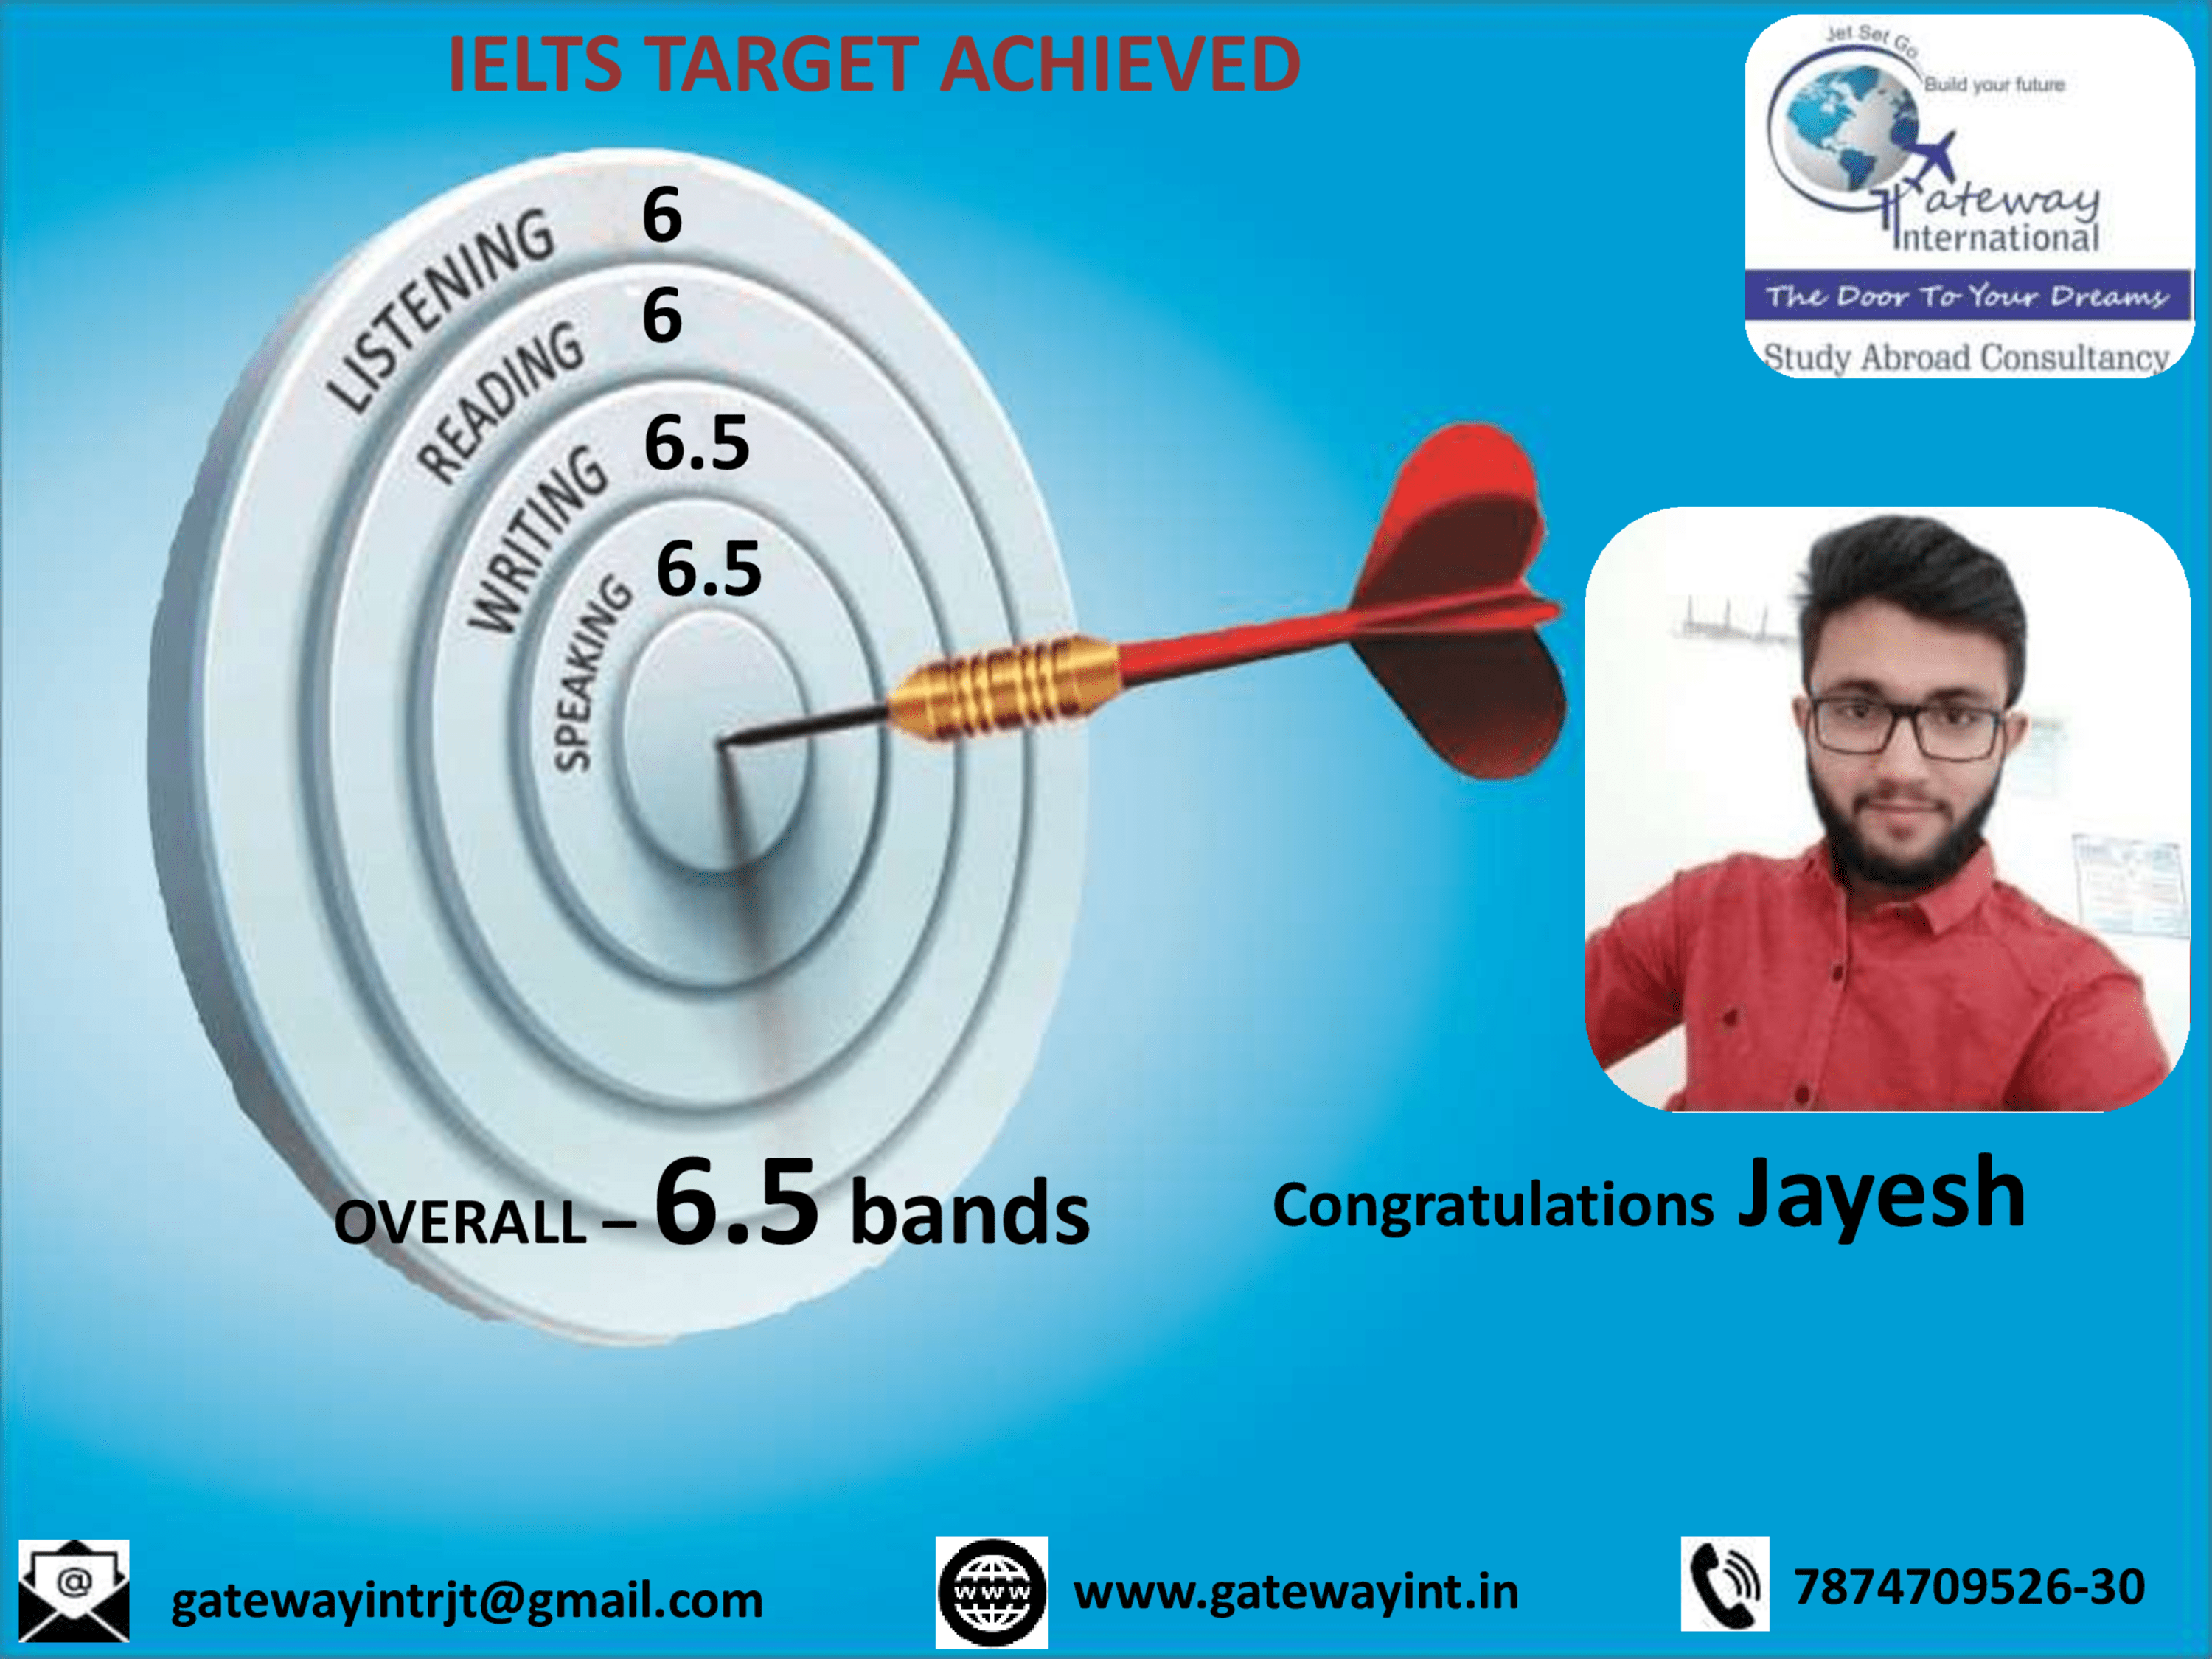 IELTS TARGET ACHIEVED
Jet Set Go
Build your future
Gateway
International
The Door To Your Dreams
Study Abroad Consultancy
LISTENING 6
READING 6
WRITING 6.5
SPEAKING 6.5
OVERALL – 6.5 bands
Congratulations Jayesh
@ gatewayintrjt@gmail.com
www www.gatewayint.in
7874709526-30